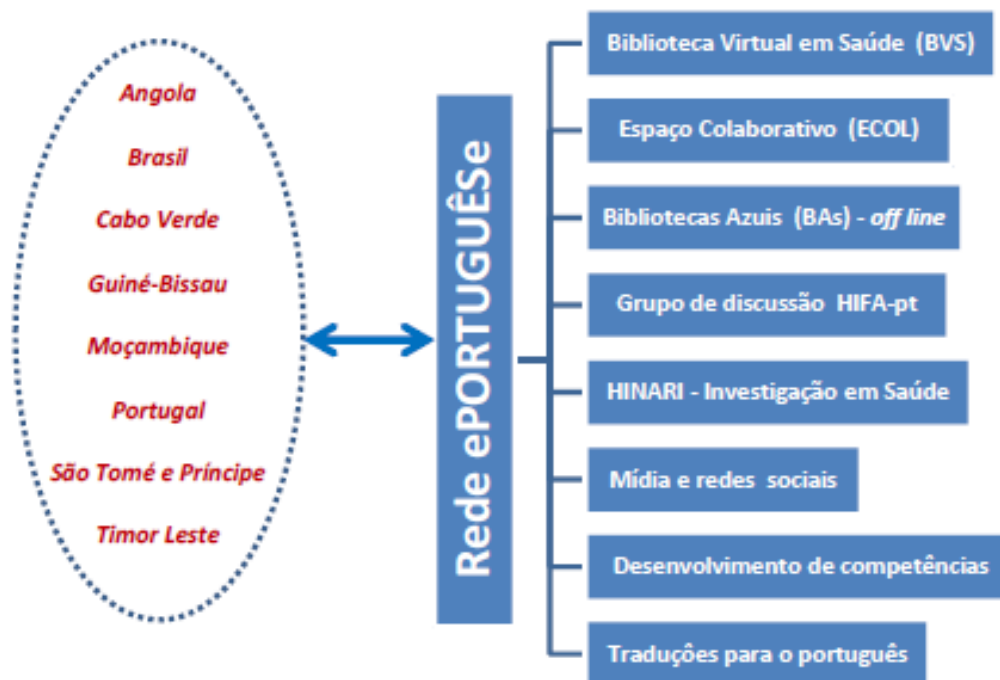 Angola
Brasil
Cabo Verde
Guiné-Bissau
Moçambique
Portugal
São Tomé e Príncipe
Timor Leste
Rede ePORTUGUÊSe
Biblioteca Virtual em Saúde (BVS)
Espaço Colaborativo (ECOL)
Bibliotecas Azuis (BAs) - off line
Grupo de discussão HIFA-pt
HINARI - Investigação em Saúde
Mídia e redes sociais
Desenvolvimento de competências
Traduções para o português